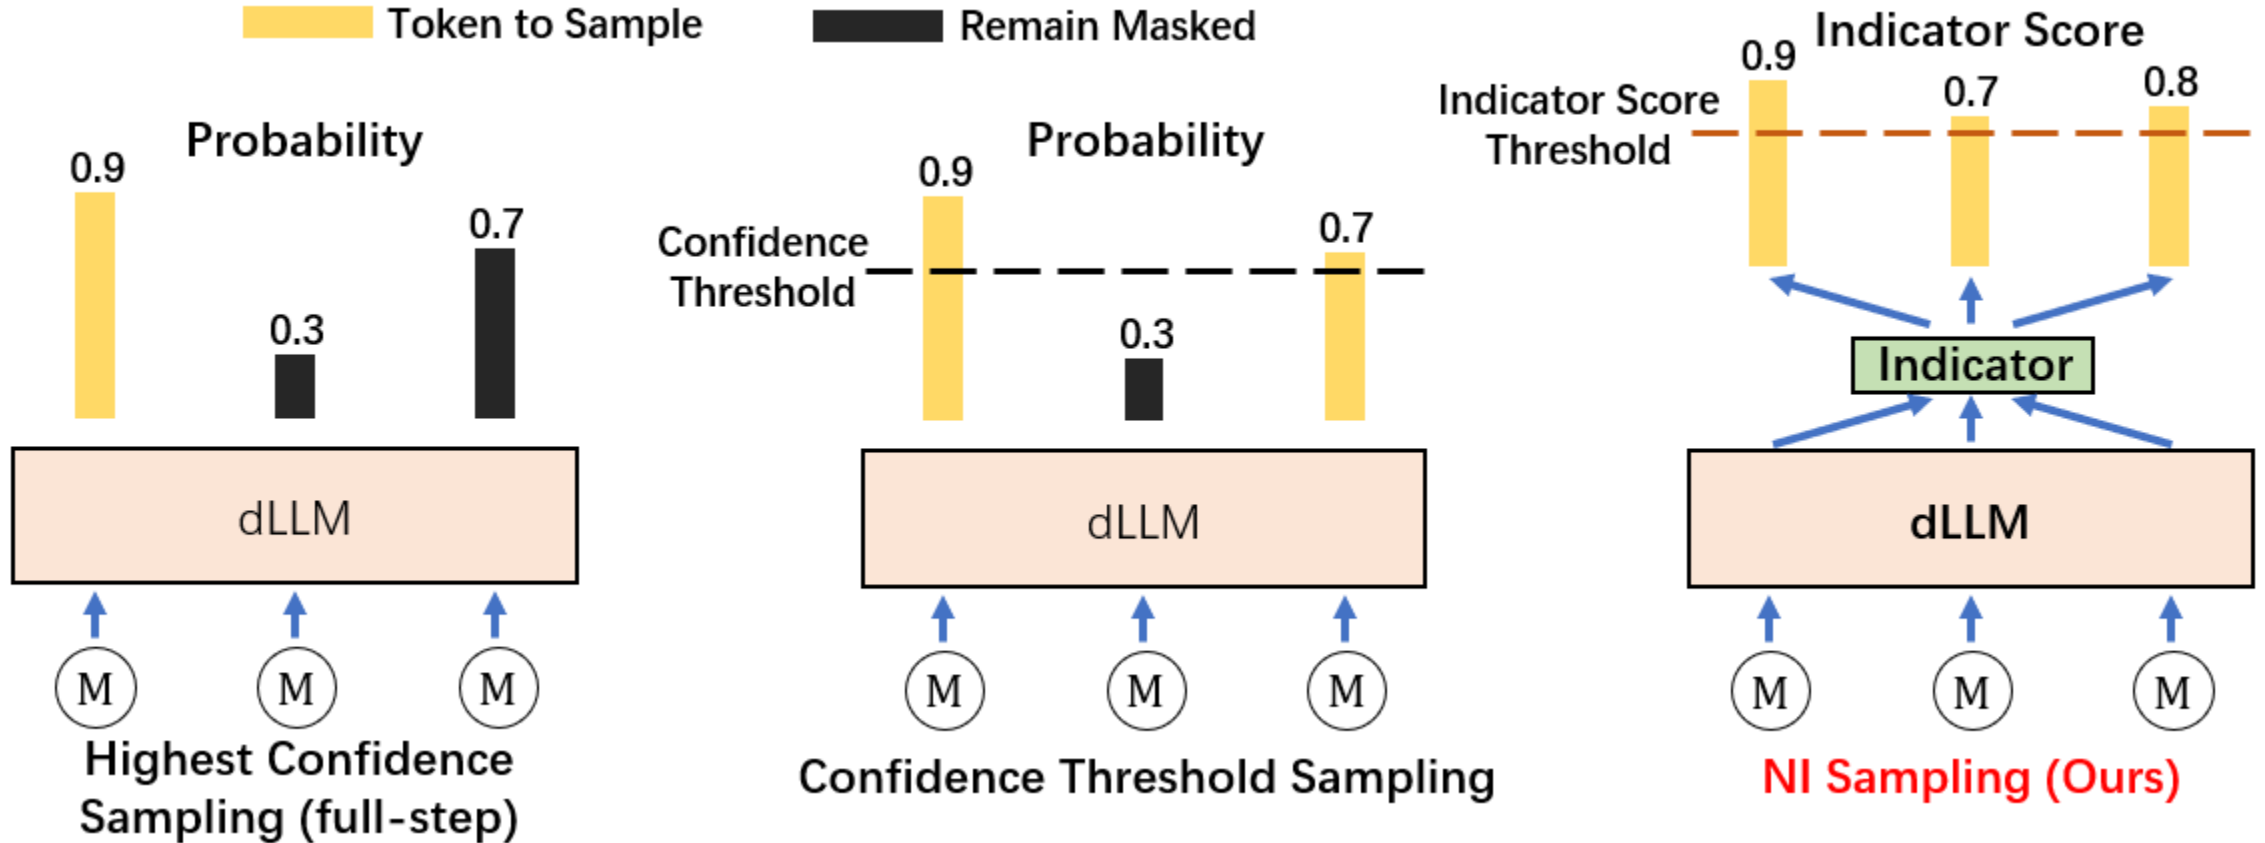 Token to Sample
Remain Masked
Probability
0.9
0.3
0.7
dLLM
M
M
M
Highest Confidence
Sampling (full-step)
Probability
0.9
Confidence
Threshold
0.3
0.7
dLLM
M
M
M
Confidence Threshold Sampling
Indicator Score
0.9
0.7
0.8
Indicator Score
Threshold
Indicator
dLLM
M
M
M
NI Sampling (Ours)